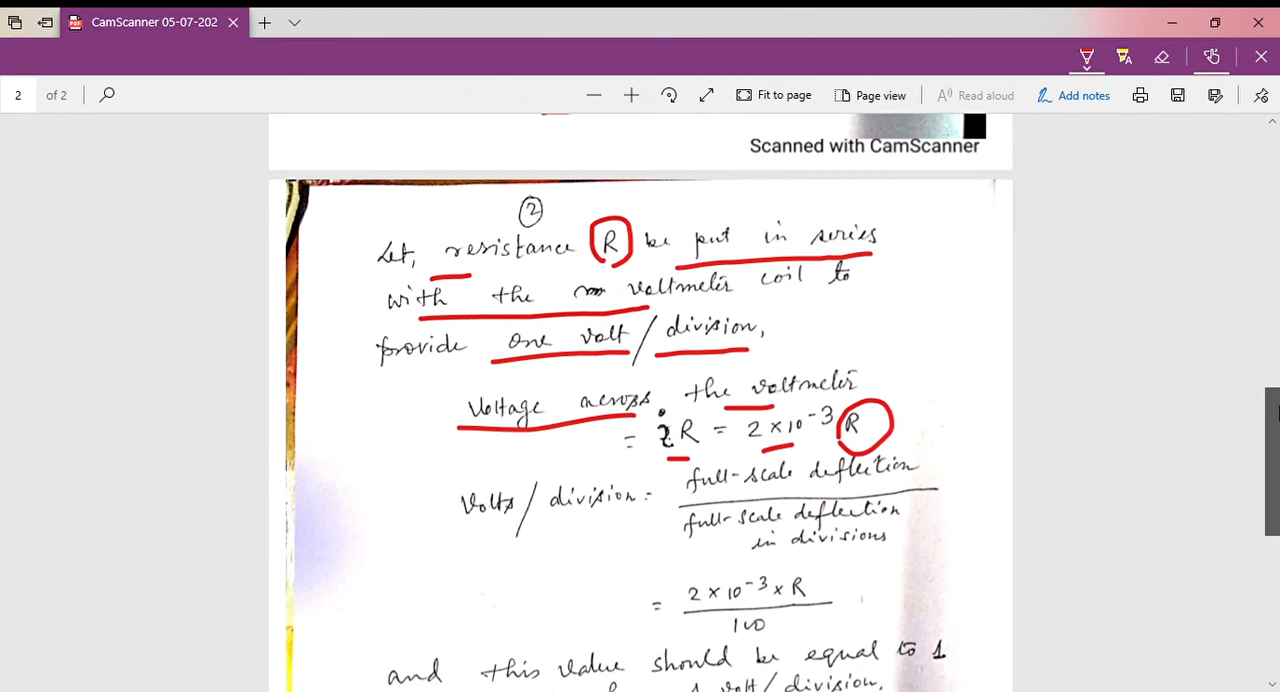 CamScanner 05-07-202
2 of 2
Fit to page
Page view
Read aloud
Add notes
Scanned with CamScanner
2
Let, resistance R be put in series
with the voltmeter coil to
provide one volt / division,
Voltage across the voltmeter
= iR = 2 × 10⁻³ R
Volts / division = full-scale deflection
full-scale deflection
in divisions
= 2 × 10⁻³ × R
100
and this value should be equal to 1
volt / division,